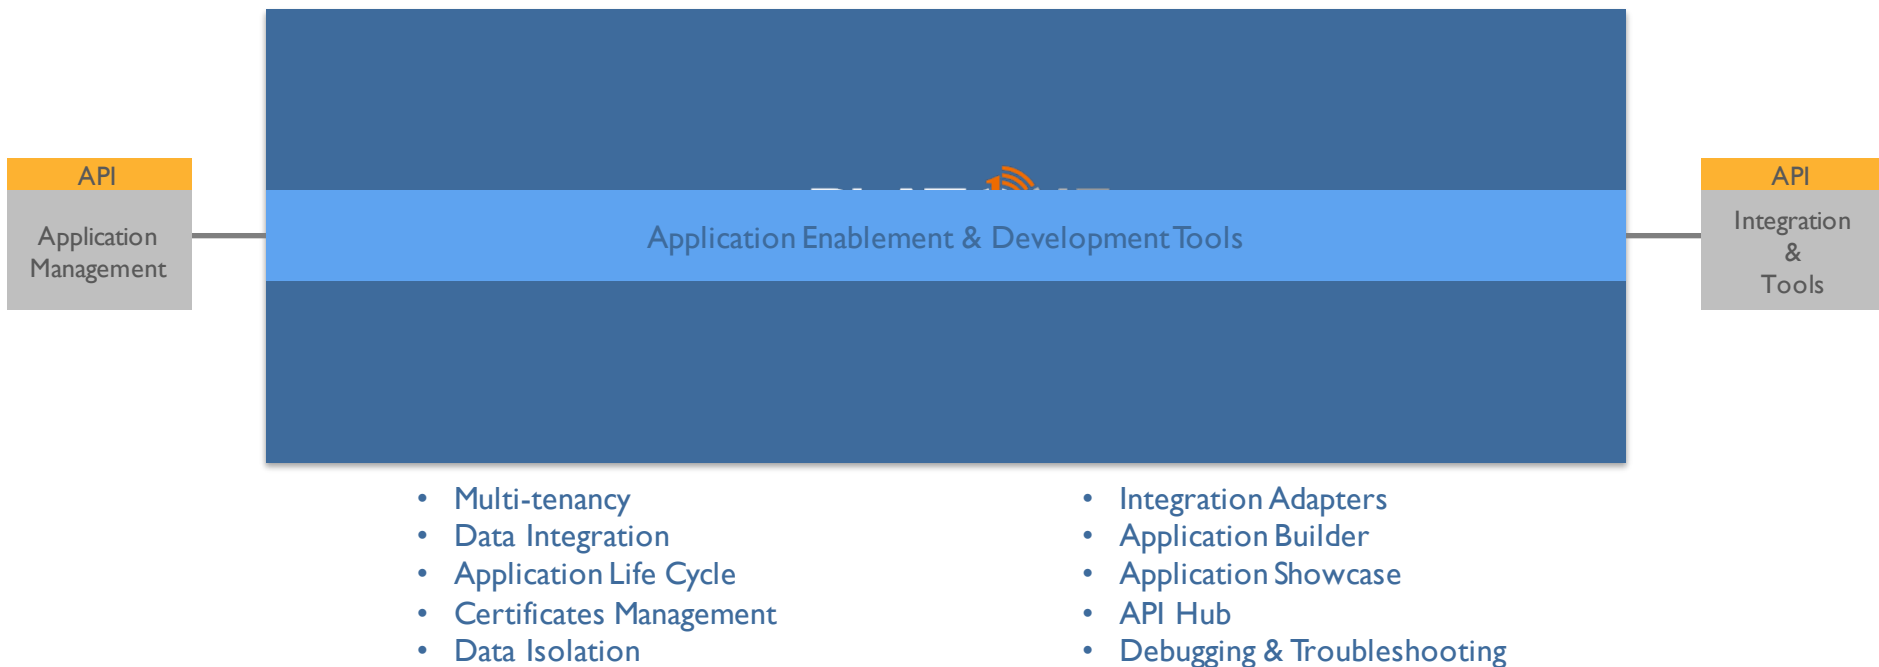 API
Application
Management
Application Enablement & Development Tools
API
Integration
&
Tools
• Multi-tenancy
• Data Integration
• Application Life Cycle
• Certificates Management
• Data Isolation
• Integration Adapters
• Application Builder
• Application Showcase
• API Hub
• Debugging & Troubleshooting